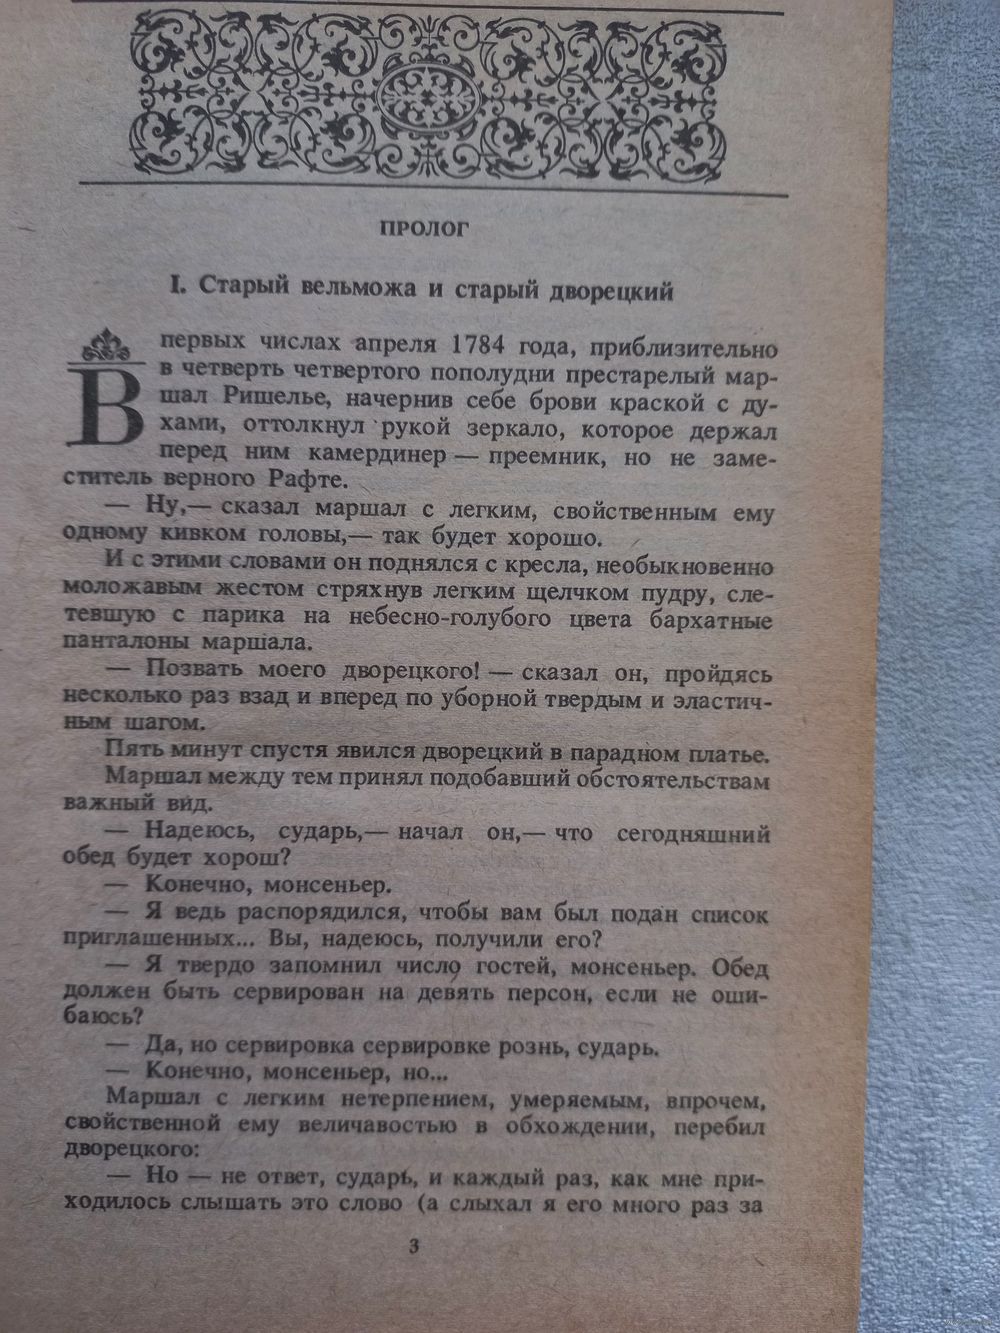 ПРОЛОГ
I. Старый вельможа и старый дворецкий
В первых числах апреля 1784 года, приблизительно
в четверть четвертого пополудни престарелый мар-
шал Ришелье, начернив себе брови краской с ду-
хами, оттолкнул рукой зеркало, которое держал
перед ним камердинер — преемник, но не заме-
ститель верного Рафте.
— Ну,— сказал маршал с легким, свойственным ему
одному кивком головы,— так будет хорошо.
И с этими словами он поднялся с кресла, необыкновенно
моложавым жестом стряхнув легким щелчком пудру, сле-
тевшую с парика на небесно-голубого цвета бархатные
панталоны маршала.
— Позвать моего дворецкого! — сказал он, пройдясь
несколько раз взад и вперед по уборной твердым и эластич-
ным шагом.
Пять минут спустя явился дворецкий в парадном платье.
Маршал между тем принял подобавший обстоятельствам
важный вид.
— Надеюсь, сударь,— начал он,— что сегодняшний
обед будет хорош?
— Конечно, монсеньер.
— Я ведь распорядился, чтобы вам был подан список
приглашенных... Вы, надеюсь, получили его?
— Я твердо запомнил число гостей, монсеньер. Обед
должен быть сервирован на девять персон, если не оши-
баюсь?
— Да, но сервировка сервировке рознь, сударь.
— Конечно, монсеньер, но...
Маршал с легким нетерпением, умеряемым, впрочем,
свойственной ему величавостью в обхождении, перебил
дворецкого:
— Но — не ответ, сударь, и каждый раз, как мне при-
ходилось слышать это слово (а слыхал я его много раз за
3